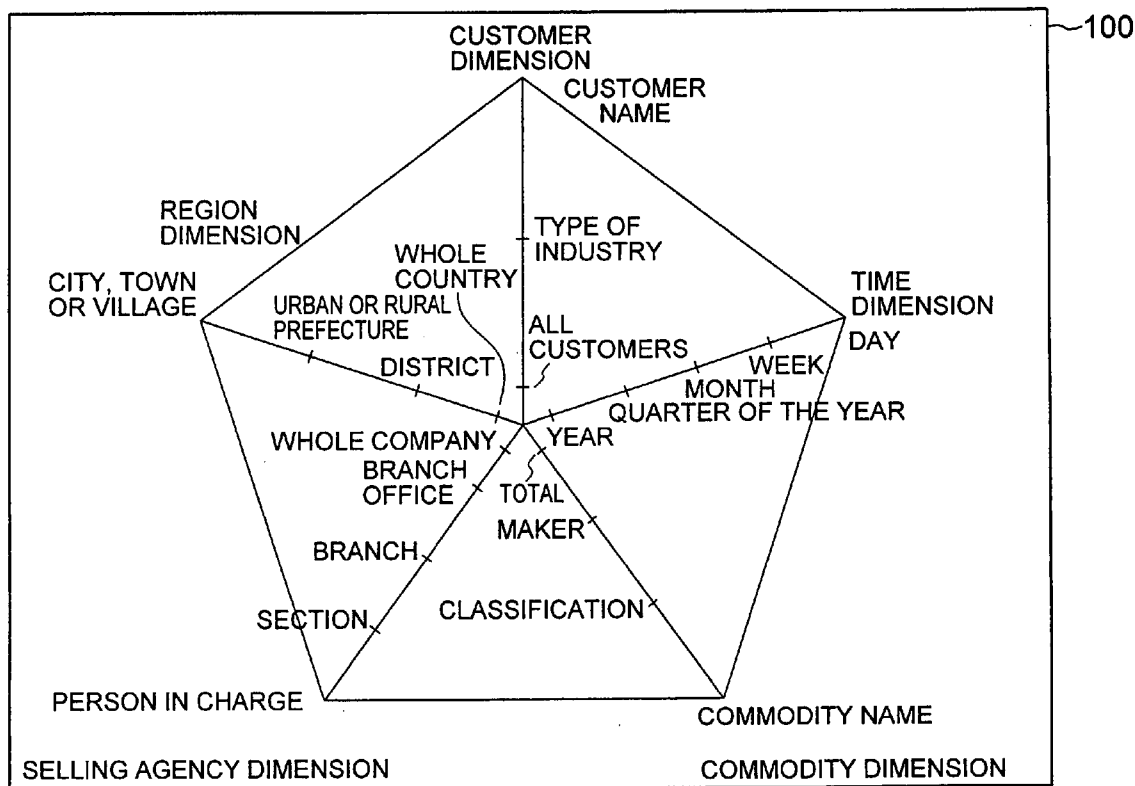 100
CUSTOMER
DIMENSION
CUSTOMER
NAME
REGION
DIMENSION
TYPE OF
INDUSTRY
WHOLE
COUNTRY
CITY, TOWN
OR VILLAGE
TIME
DIMENSION
URBAN OR RURAL
PREFECTURE
ALL
CUSTOMERS
DAY
WEEK
DISTRICT
MONTH
QUARTER OF THE YEAR
WHOLE COMPANY
YEAR
BRANCH
OFFICE
TOTAL
MAKER
BRANCH
CLASSIFICATION
SECTION
PERSON IN CHARGE
COMMODITY NAME
SELLING AGENCY DIMENSION
COMMODITY DIMENSION